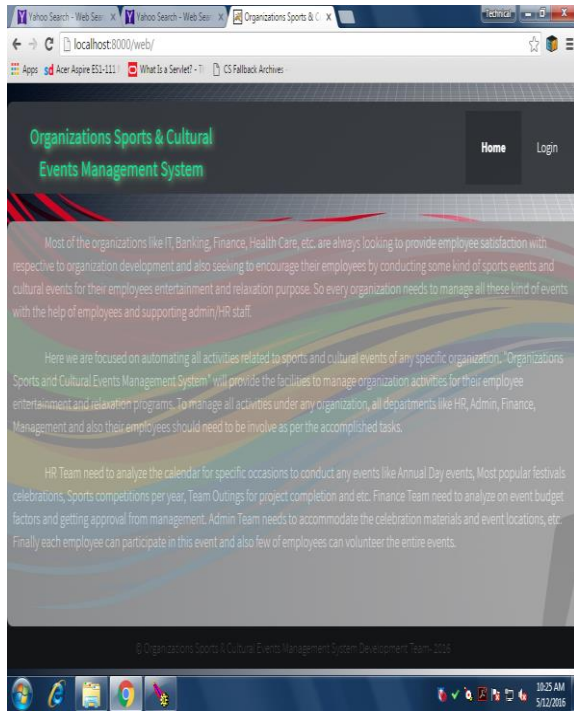 Yahoo Search - Web Sea
Yahoo Search - Web Sea
Organizations Sports & C
Technical
localhost:8000/web/
Apps
Acer Aspire ES1-111
What Is a Servlet? - T
CS Fallback Archives
Organizations Sports & Cultural
Events Management System
Home
Login
Most of the organizations like IT, Banking, Finance, Health Care, etc. are always looking to provide employee satisfaction with
respective to organization development and also seeking to encourage their employees by conducting some kind of sports events and
cultural events for their employees entertainment and relaxation purpose. So every organization needs to manage all these kind of events
with the help of employees and supporting admin/HR staff.
Here we are focused on automating all activities related to sports and cultural events of any specific organization. "Organizations
Sports and Cultural Events Management System" will provide the facilities to manage organization activities for their employee
entertainment and relaxation programs. To manage all activities under any organization, all departments like HR, Admin, Finance,
Management and also their employees should need to be involve as per the accomplished tasks.
HR Team need to analyze the calendar for specific occasions to conduct any events like Annual Day events, Most popular festivals
celebrations, Sports competitions per year, Team Outings for project completion and etc. Finance Team need to analyze on event budget
factors and getting approval from management. Admin Team needs to accommodate the celebration materials and event locations, etc.
Finally each employee can participate in this event and also few of employees can volunteer the entire events.
© Organizations Sports & Cultural Events Management System Development Team- 2016
10:25 AM
5/12/2016